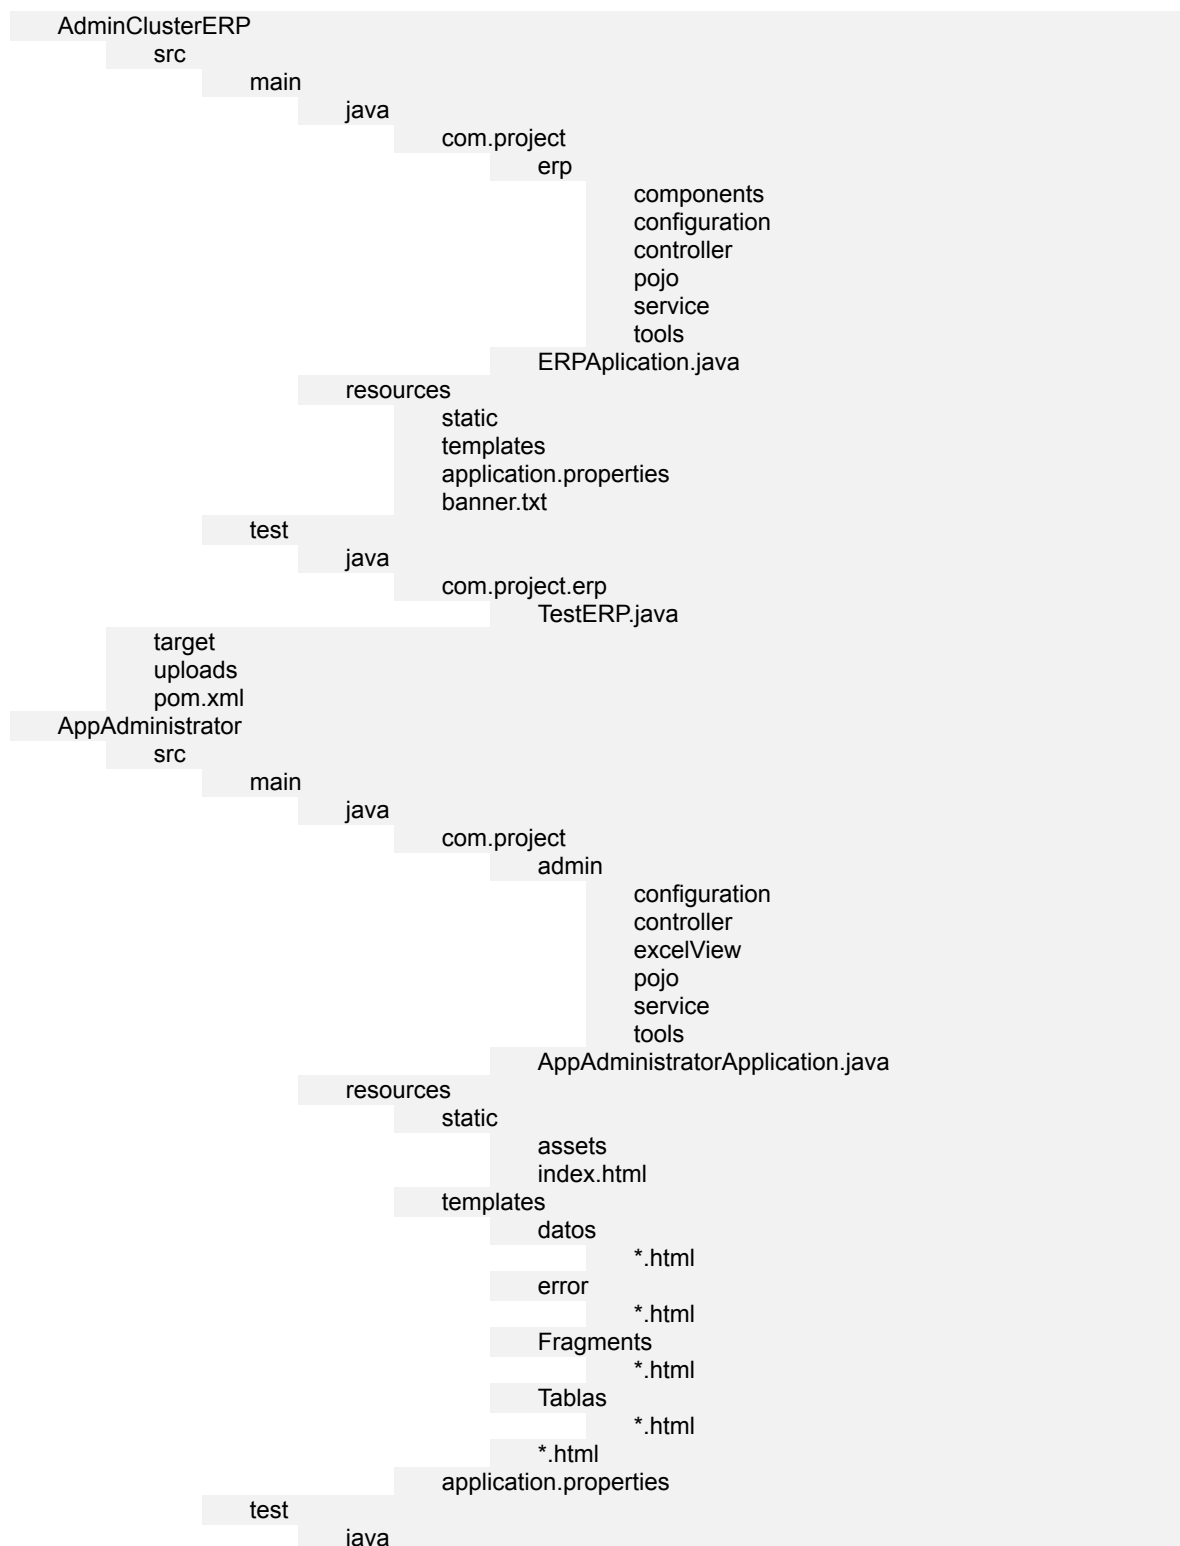 AdminClusterERP
src
main
java
com.project
erp
components
configuration
controller
pojo
service
tools
ERPAplication.java
resources
static
templates
application.properties
banner.txt
test
java
com.project.erp
TestERP.java
target
uploads
pom.xml
AppAdministrator
src
main
java
com.project
admin
configuration
controller
excelView
pojo
service
tools
AppAdministratorApplication.java
resources
static
assets
index.html
templates
datos
*.html
error
*.html
Fragments
*.html
Tablas
*.html
*.html
application.properties
test
java